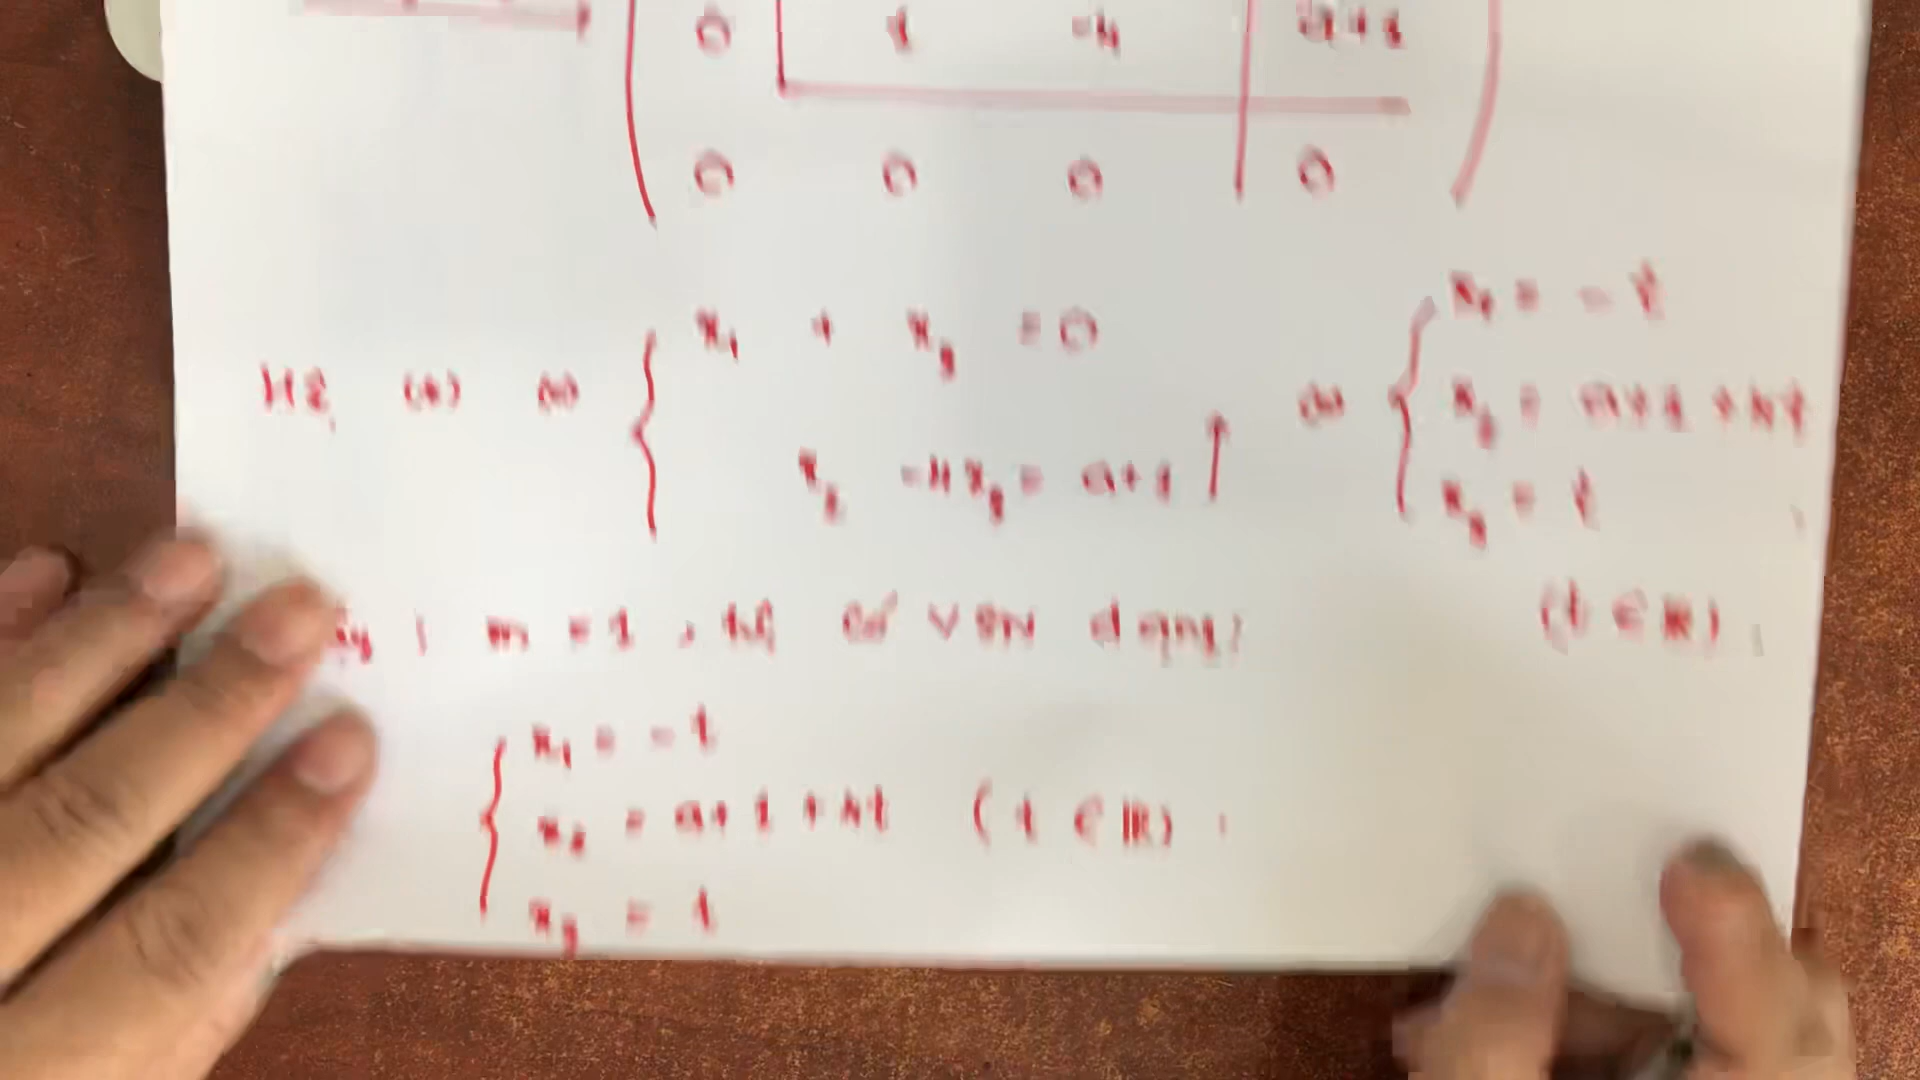 0 1 -4 a+1
0 0 0 0
x₁ + x₃ = 0
x₂ -4x₃ = a+1
Hệ (*) ⇔
⇔ x₁ = -t
x₂ = a+1+4t
x₃ = t
(t ∈ ℝ)
m = 1, hệ có VSN dạng:
x₁ = -t
x₂ = a+1+4t (t ∈ ℝ)
x₃ = t